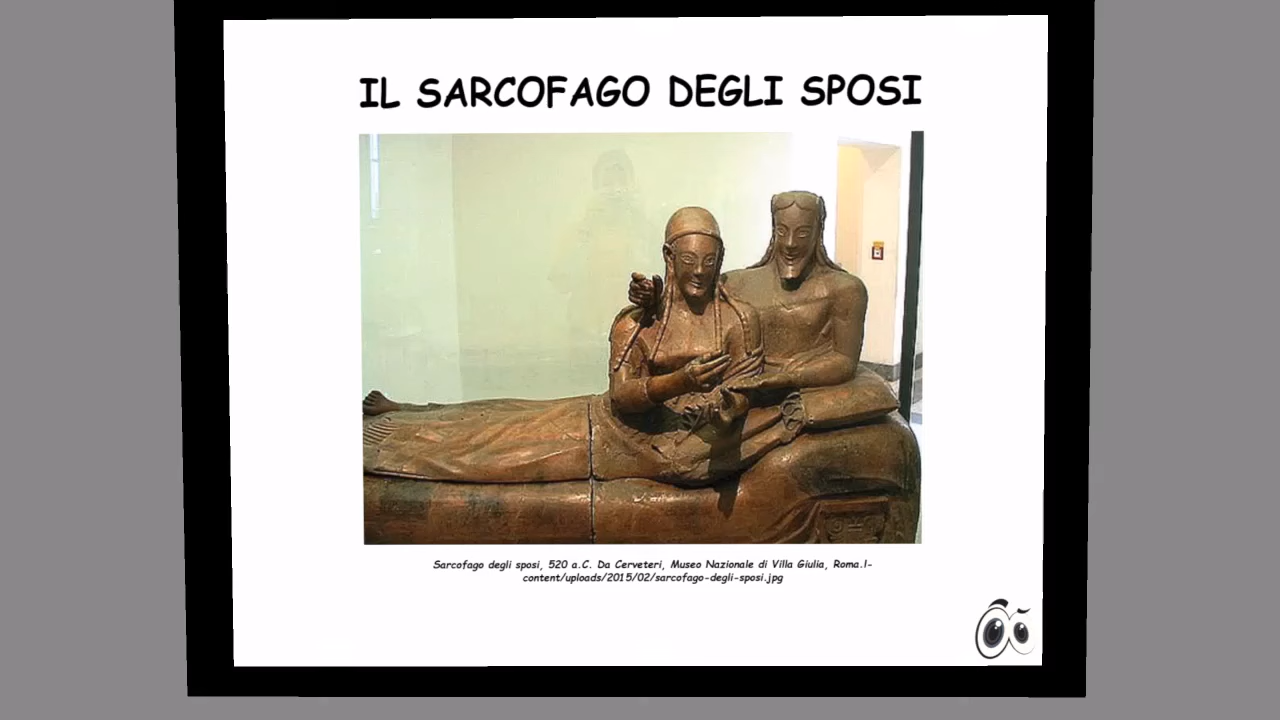 IL SARCOFAGO DEGLI SPOSI
Sarcofago degli sposi, 520 a.C. Da Cerveteri, Museo Nazionale di Villa Giulia, Roma.l-
content/uploads/2015/02/sarcofago-degli-sposi.jpg